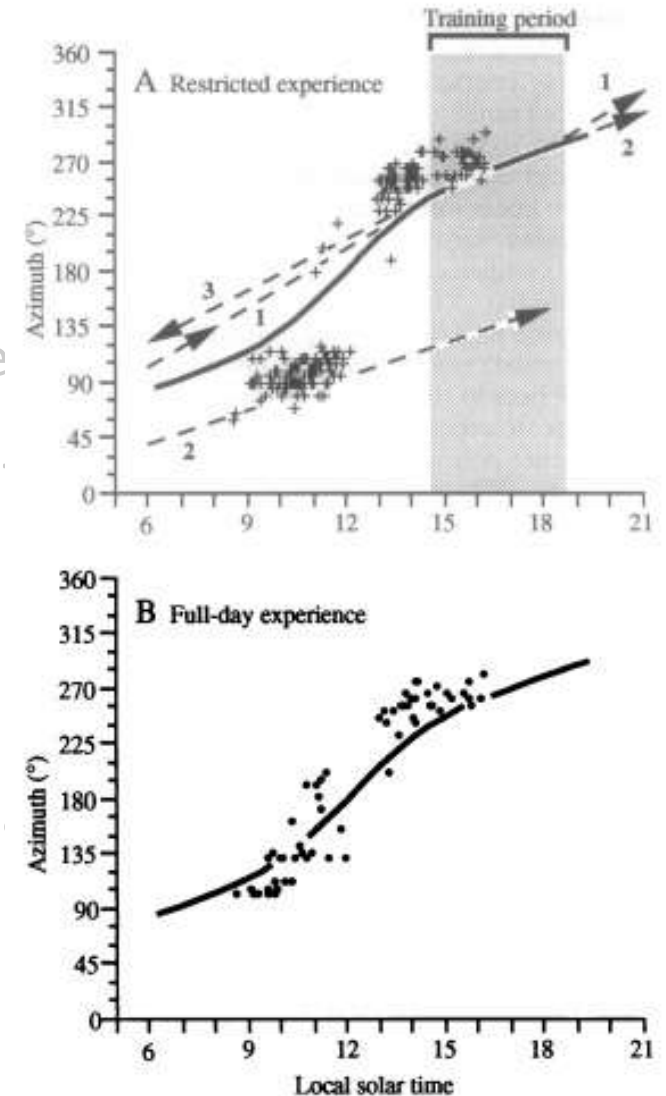 Training period
A Restricted experience
360
315
270
225
180
135
90
45
0
Azimuth (°)
1
2
3
1
2
6 9 12 15 18 21
B Full-day experience
360
315
270
225
180
135
90
45
0
Azimuth (°)
6 9 12 15 18 21
Local solar time